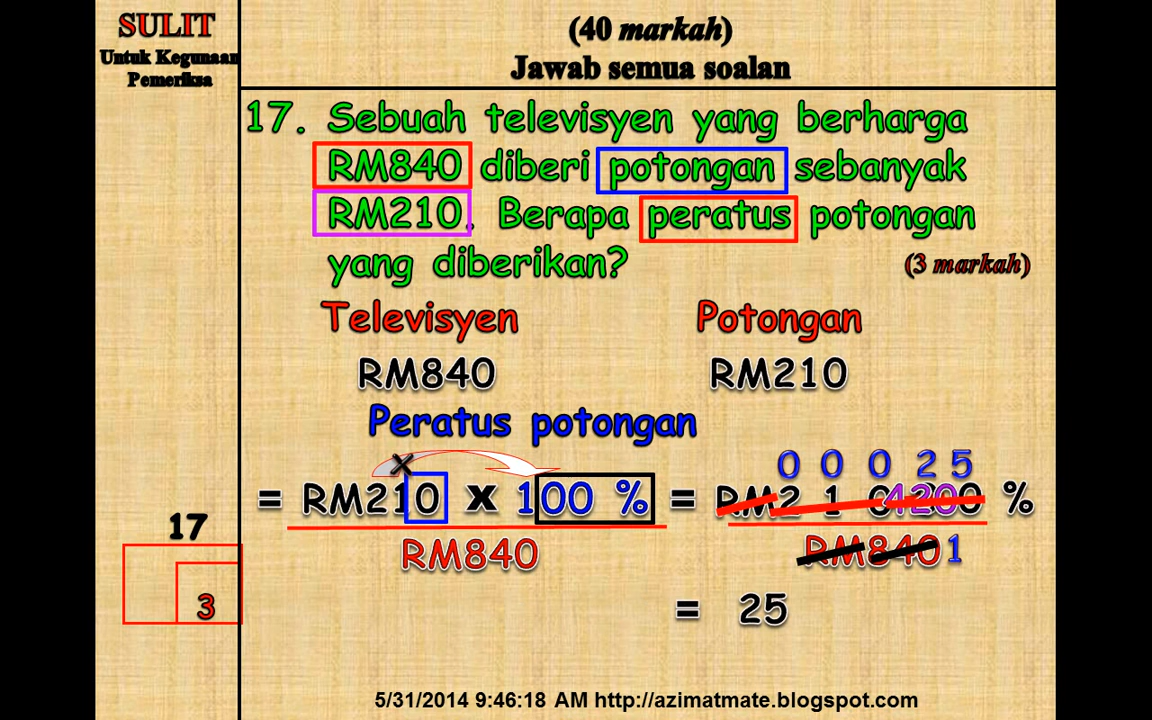 SULIT
Untuk Kegunaan
Pemeriksa
(40 markah)
Jawab semua soalan
17. Sebuah televisyen yang berharga
RM840 diberi potongan sebanyak
RM210. Berapa peratus potongan
yang diberikan?
(3 markah)
Televisyen Potongan
RM840 RM210
Peratus potongan
x
0 0 0 2 5
= RM210 x 100 % = RM2 1 0 4200 %
RM840 RM840 1
= 25
17
3
5/31/2014 9:46:18 AM http://azimatmate.blogspot.com